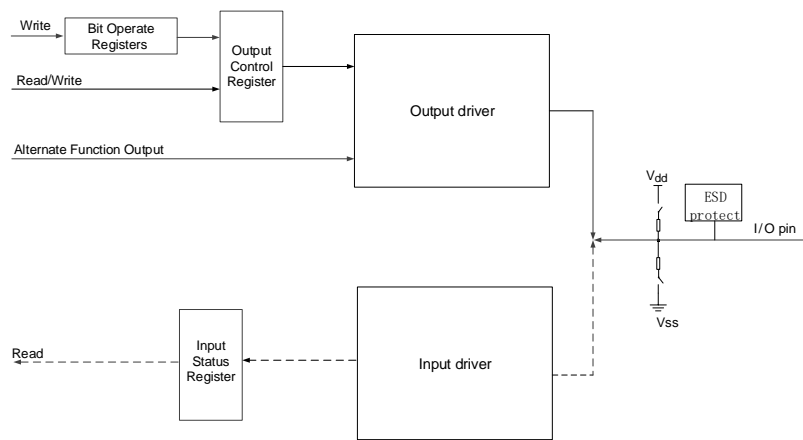 Write
Bit Operate
Registers
Output
Control
Register
Read/Write
Output driver
Alternate Function Output
Vdd
ESD
protect
I/O pin
Vss
Read
Input
Status
Register
Input driver